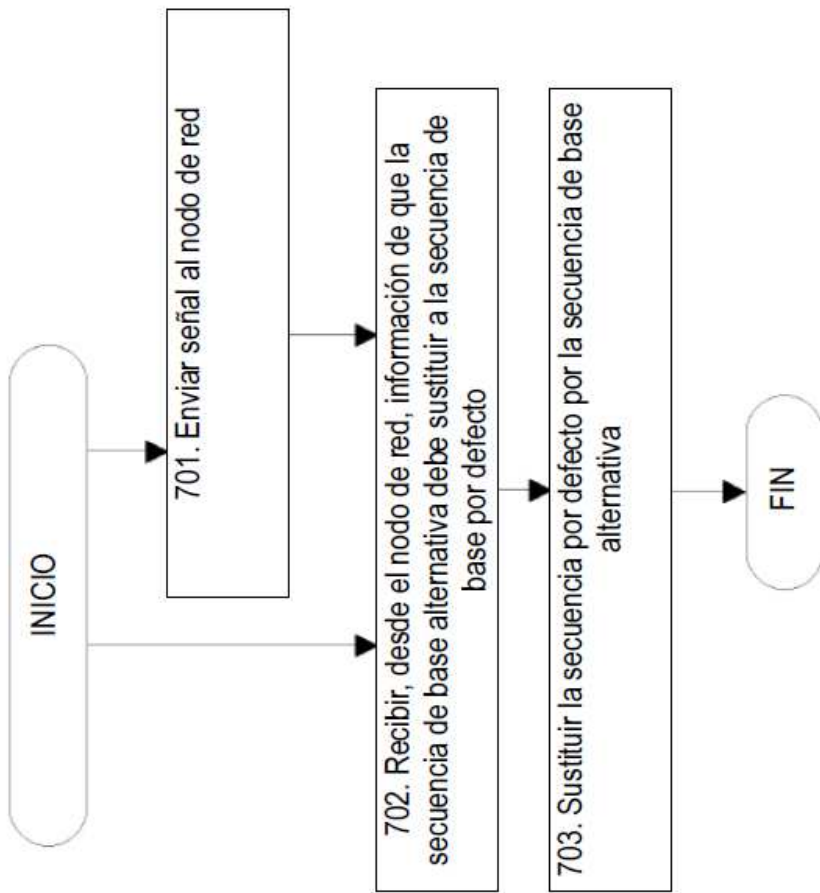 INICIO
701. Enviar señal al nodo de red
702. Recibir, desde el nodo de red, información de que la
secuencia de base alternativa debe sustituir a la secuencia de
base por defecto
703. Sustituir la secuencia por defecto por la secuencia de base
alternativa
FIN